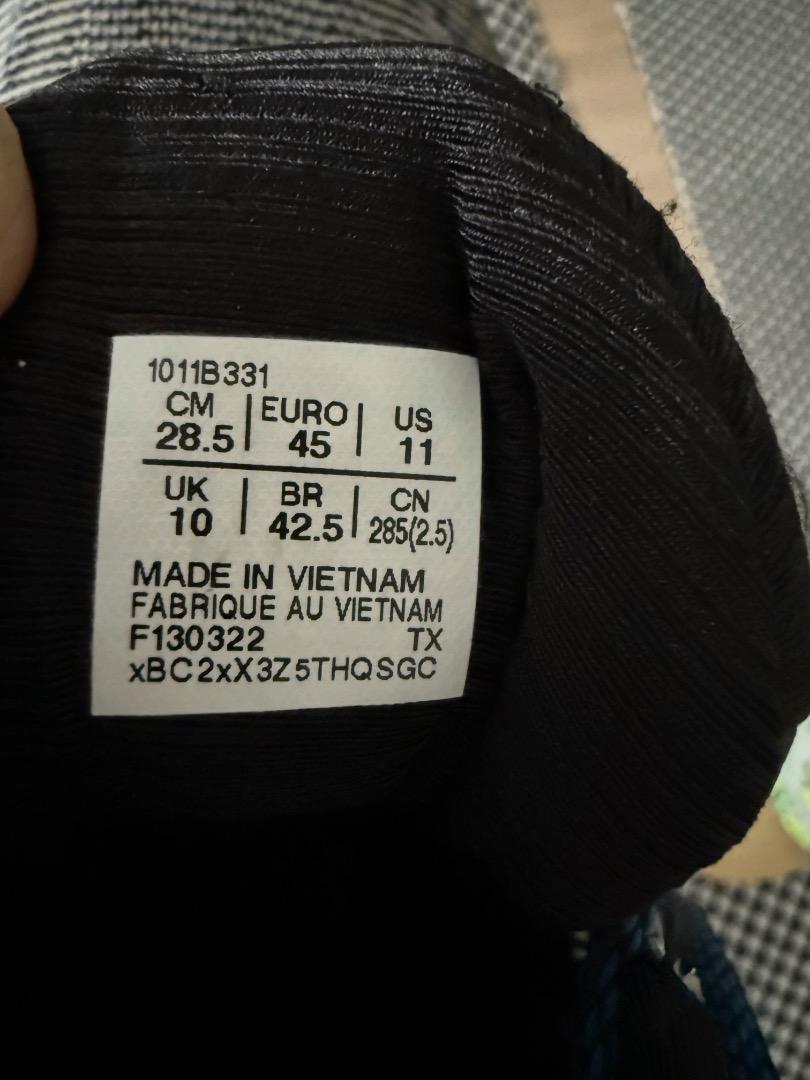 1011B331
CM | EURO | US
28.5 | 45 | 11
UK | BR | CN
10 | 42.5 | 285(2.5)
MADE IN VIETNAM
FABRIQUE AU VIETNAM
F130322 TX
xBC2xX3Z5THQSGC